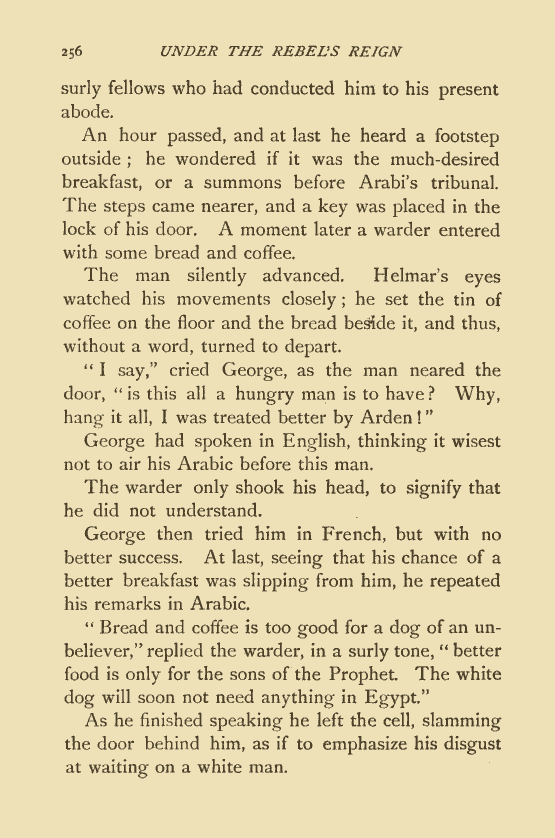 256 UNDER THE REBEL'S REIGN
surly fellows who had conducted him to his present
abode.
An hour passed, and at last he heard a footstep
outside ; he wondered if it was the much-desired
breakfast, or a summons before Arabi's tribunal.
The steps came nearer, and a key was placed in the
lock of his door. A moment later a warder entered
with some bread and coffee.
The man silently advanced. Helmar's eyes
watched his movements closely ; he set the tin of
coffee on the floor and the bread beside it, and thus,
without a word, turned to depart.
“ I say,” cried George, as the man neared the
door, “ is this all a hungry man is to have ? Why,
hang it all, I was treated better by Arden ! ”
George had spoken in English, thinking it wisest
not to air his Arabic before this man.
The warder only shook his head, to signify that
he did not understand.
George then tried him in French, but with no
better success. At last, seeing that his chance of a
better breakfast was slipping from him, he repeated
his remarks in Arabic.
“ Bread and coffee is too good for a dog of an un-
believer,” replied the warder, in a surly tone, “ better
food is only for the sons of the Prophet. The white
dog will soon not need anything in Egypt.”
As he finished speaking he left the cell, slamming
the door behind him, as if to emphasize his disgust
at waiting on a white man.